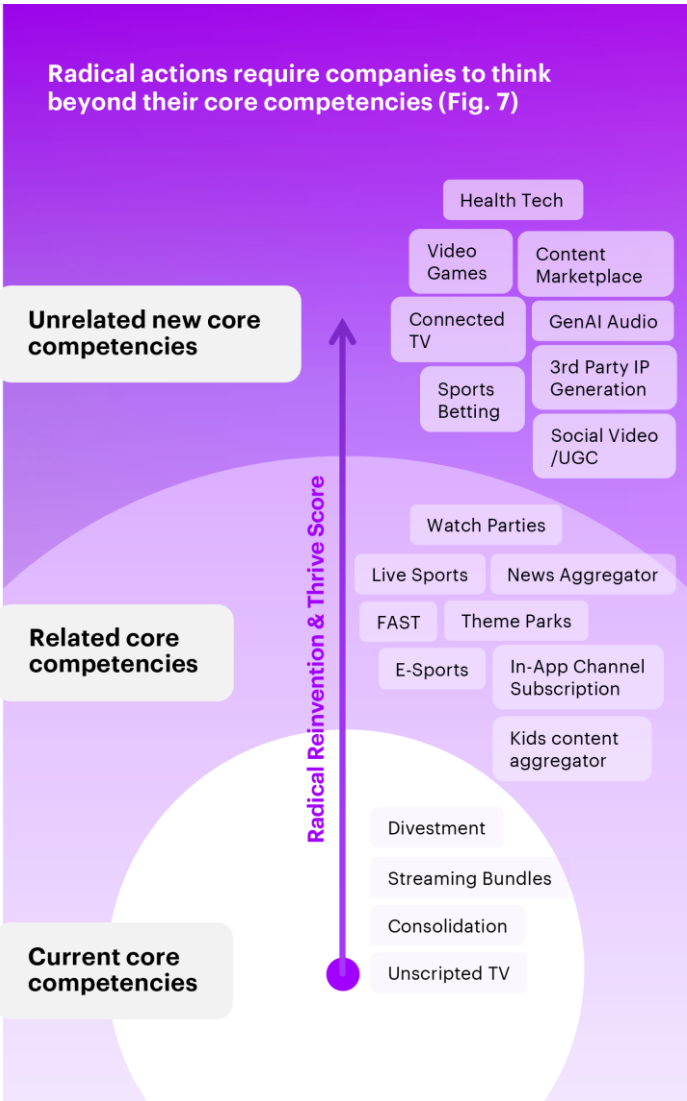 Radical actions require companies to think
beyond their core competencies (Fig. 7)
Unrelated new core
competencies
Health Tech
Video
Games
Content
Marketplace
Connected
TV
GenAI Audio
Sports
Betting
3rd Party IP
Generation
Social Video
/UGC
Radical Reinvention & Thrive Score
Related core
competencies
Watch Parties
Live Sports
News Aggregator
FAST
Theme Parks
E-Sports
In-App Channel
Subscription
Kids content
aggregator
Current core
competencies
Divestment
Streaming Bundles
Consolidation
Unscripted TV